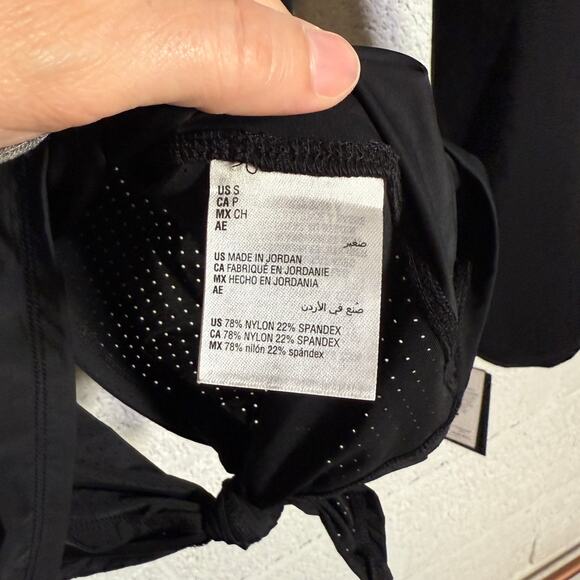 US S
CA P
MX CH
AE
صغير
US MADE IN JORDAN
CA FABRIQUÉ EN JORDANIE
MX HECHO EN JORDANIA
AE
صُنع في الأردن
US 78% NYLON 22% SPANDEX
CA 78% NYLON 22% SPANDEX
MX 78% nilón 22% spándex